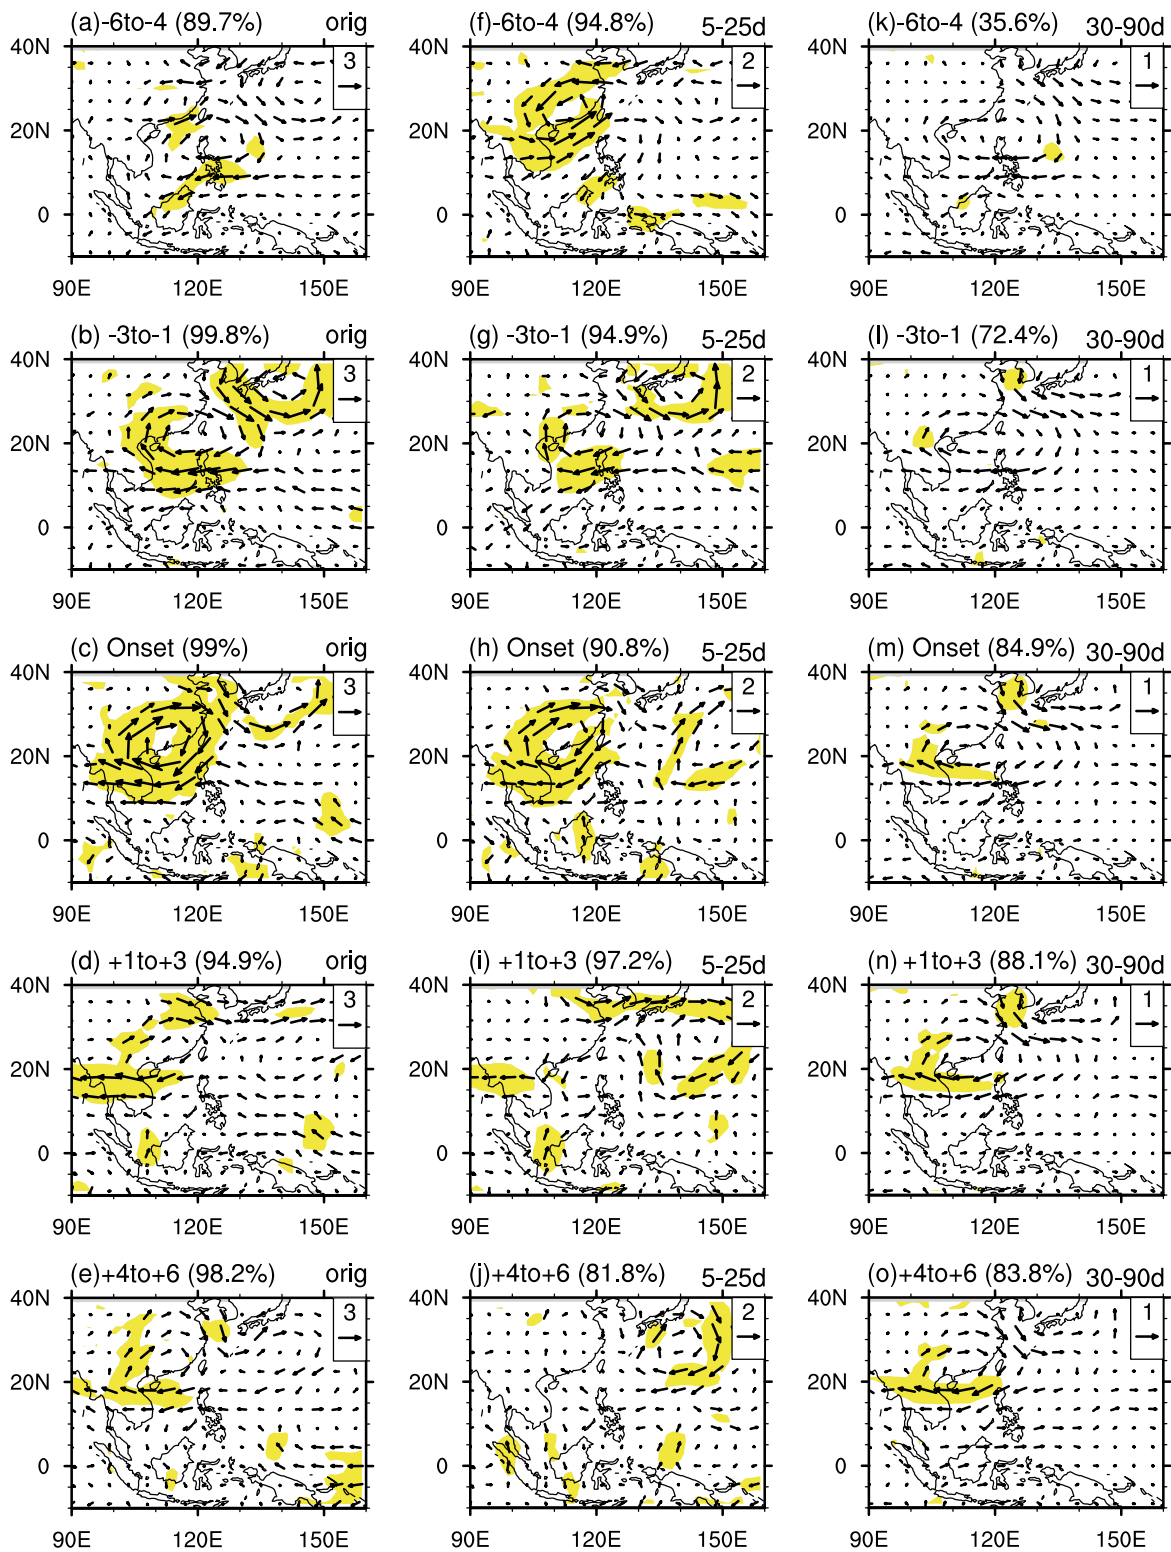 (a)-6to-4 (89.7%) orig (f)-6to-4 (94.8%) 5-25d (k)-6to-4 (35.6%) 30-90d
40N 3 40N 2 40N 1
20N 20N 20N
0 0 0
90E 120E 150E 90E 120E 150E 90E 120E 150E
(b) -3to-1 (99.8%) orig (g) -3to-1 (94.9%) 5-25d (l) -3to-1 (72.4%) 30-90d
40N 3 40N 2 40N 1
20N 20N 20N
0 0 0
90E 120E 150E 90E 120E 150E 90E 120E 150E
(c) Onset (99%) orig (h) Onset (90.8%) 5-25d (m) Onset (84.9%) 30-90d
40N 3 40N 2 40N 1
20N 20N 20N
0 0 0
90E 120E 150E 90E 120E 150E 90E 120E 150E
(d) +1to+3 (94.9%) orig (i) +1to+3 (97.2%) 5-25d (n) +1to+3 (88.1%) 30-90d
40N 3 40N 2 40N 1
20N 20N 20N
0 0 0
90E 120E 150E 90E 120E 150E 90E 120E 150E
(e)+4to+6 (98.2%) orig (j)+4to+6 (81.8%) 5-25d (o)+4to+6 (83.8%) 30-90d
40N 3 40N 2 40N 1
20N 20N 20N
0 0 0
90E 120E 150E 90E 120E 150E 90E 120E 150E